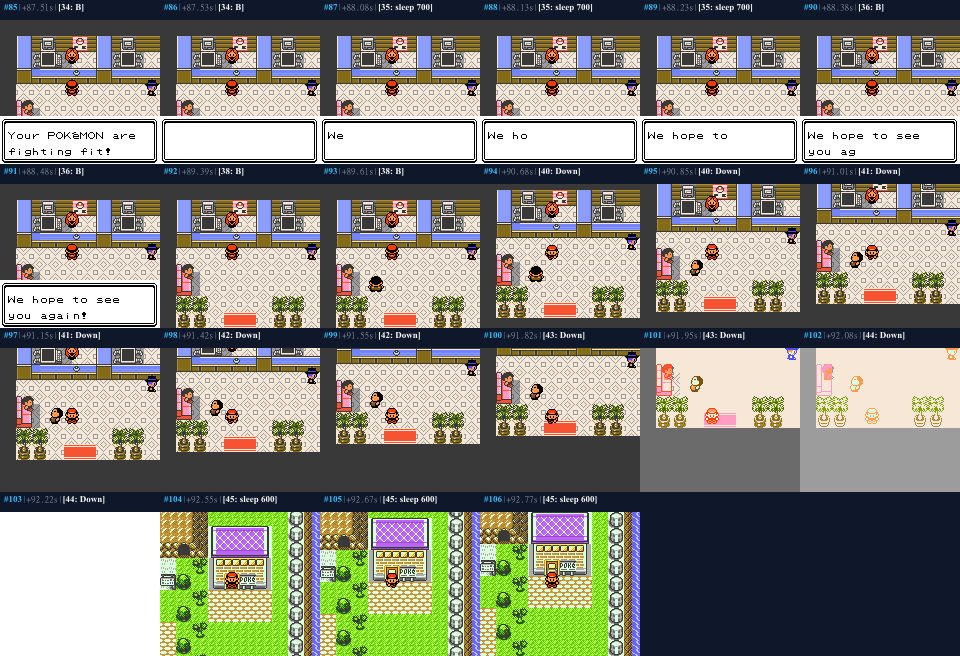 #85|+87.51s|[34: B]
#86|+87.53s|[34: B]
#87|+88.08s|[35: sleep 700]
#88|+88.13s|[35: sleep 700]
#89|+88.23s|[35: sleep 700]
#90|+88.38s|[36: B]
Your POKéMON are
fighting fit!
We
We ho
We hope to
We hope to see
you ag
#91|+88.48s|[36: B]
#92|+89.39s|[38: B]
#93|+89.61s|[38: B]
#94|+90.68s|[40: Down]
#95|+90.85s|[40: Down]
#96|+91.01s|[41: Down]
We hope to see
you again!
#97|+91.15s|[41: Down]
#98|+91.42s|[42: Down]
#99|+91.55s|[42: Down]
#100|+91.82s|[43: Down]
#101|+91.95s|[43: Down]
#102|+92.08s|[44: Down]
#103|+92.22s|[44: Down]
#104|+92.55s|[45: sleep 600]
#105|+92.67s|[45: sleep 600]
#106|+92.77s|[45: sleep 600]
POKé
POKé
POKé